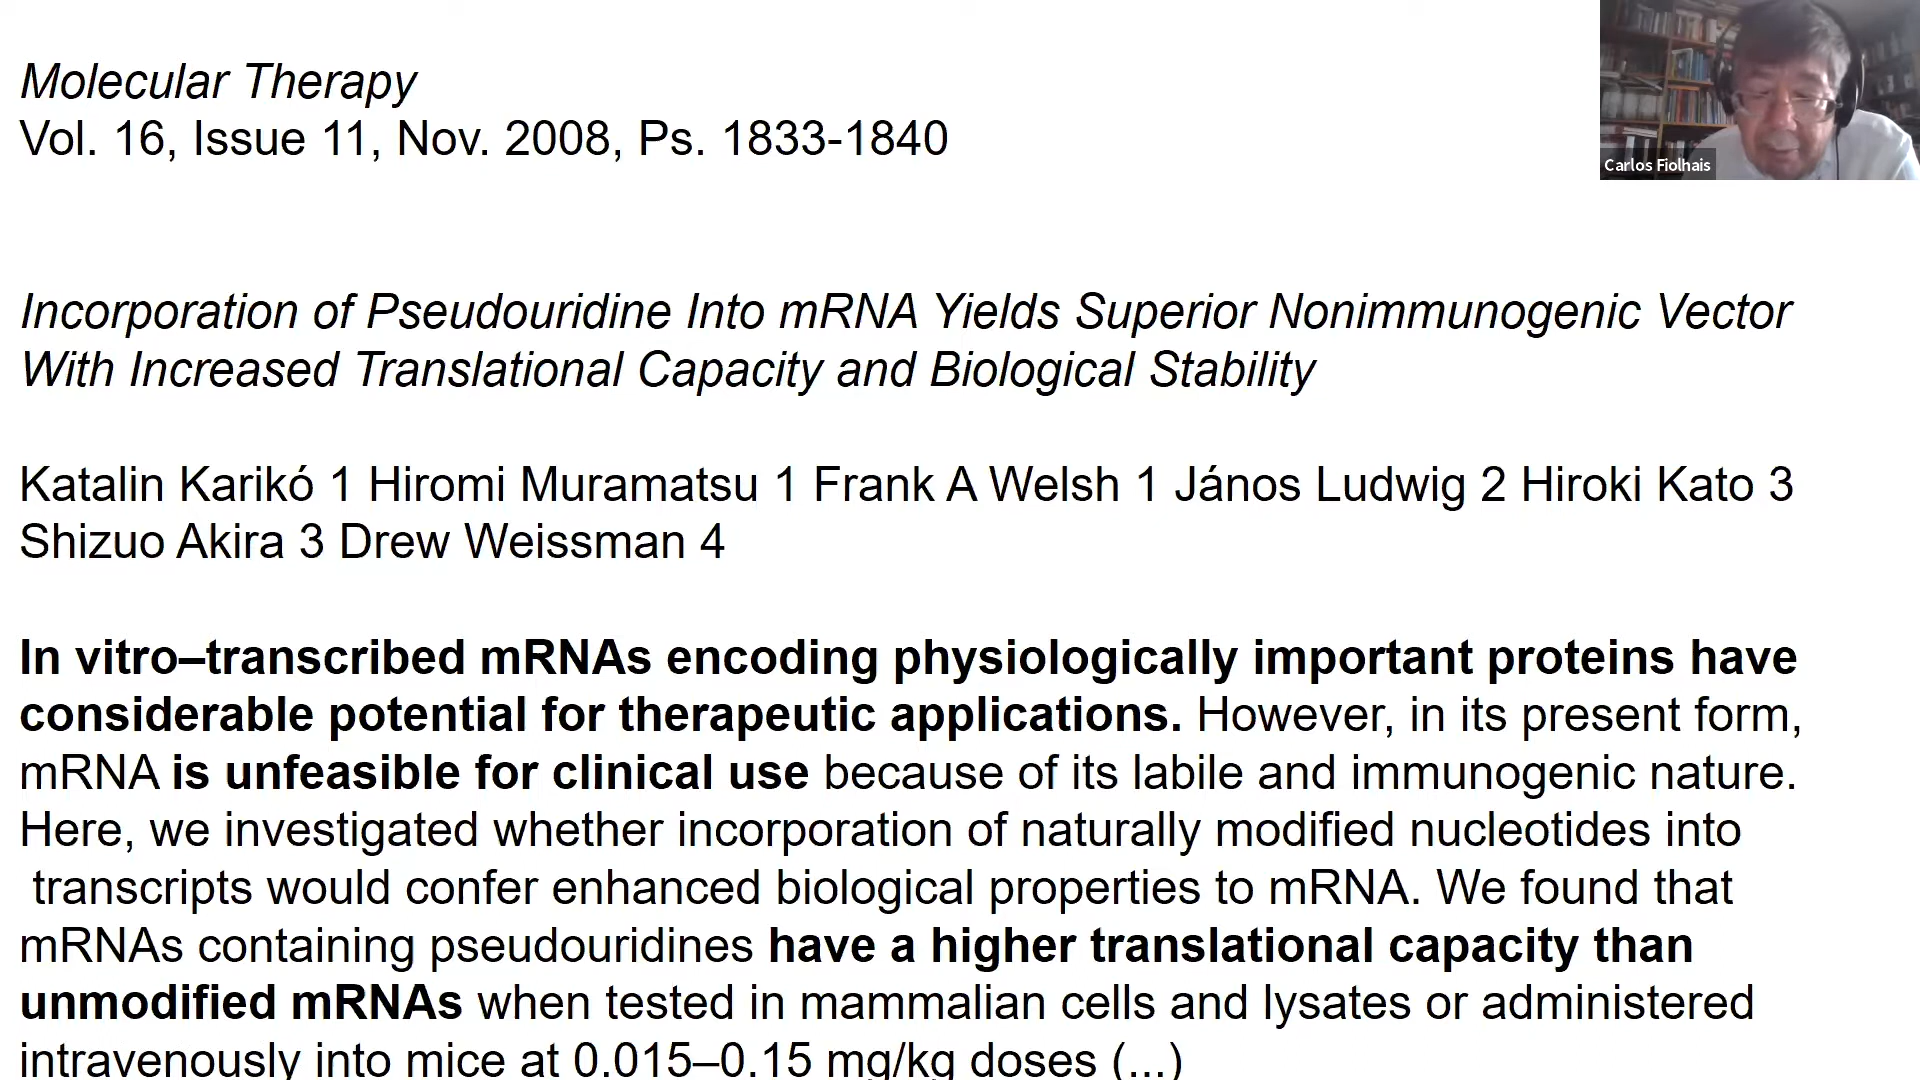 Molecular Therapy
Vol. 16, Issue 11, Nov. 2008, Ps. 1833-1840
Carlos Fiolhais
Incorporation of Pseudouridine Into mRNA Yields Superior Nonimmunogenic Vector
With Increased Translational Capacity and Biological Stability
Katalin Karikó 1 Hiromi Muramatsu 1 Frank A Welsh 1 János Ludwig 2 Hiroki Kato 3
Shizuo Akira 3 Drew Weissman 4
In vitro–transcribed mRNAs encoding physiologically important proteins have
considerable potential for therapeutic applications. However, in its present form,
mRNA is unfeasible for clinical use because of its labile and immunogenic nature.
Here, we investigated whether incorporation of naturally modified nucleotides into
transcripts would confer enhanced biological properties to mRNA. We found that
mRNAs containing pseudouridines have a higher translational capacity than
unmodified mRNAs when tested in mammalian cells and lysates or administered
intravenously into mice at 0.015–0.15 mg/kg doses (...)